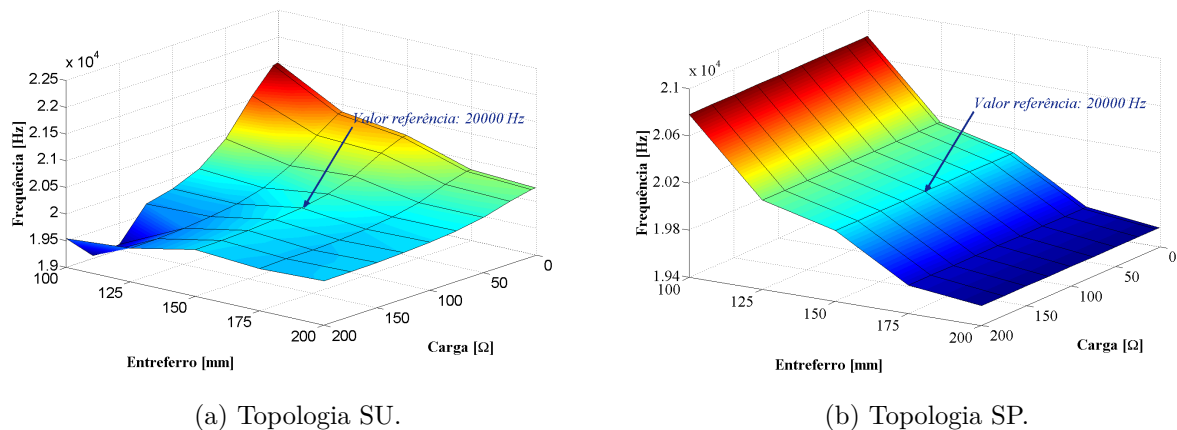 x 10^4
2.25
2.2
2.15
2.1
2.05
2
1.95
1.9
Frequência [Hz]
Valor referência: 20000 Hz
100
125
150
175
200
Entreferro [mm]
200
150
100
50
0
Carga [Ω]
(a) Topologia SU.
x 10^4
2.1
2.06
2.02
1.98
1.94
Frequência [Hz]
Valor referência: 20000 Hz
100
125
150
175
200
Entreferro [mm]
200
150
100
50
0
Carga [Ω]
(b) Topologia SP.